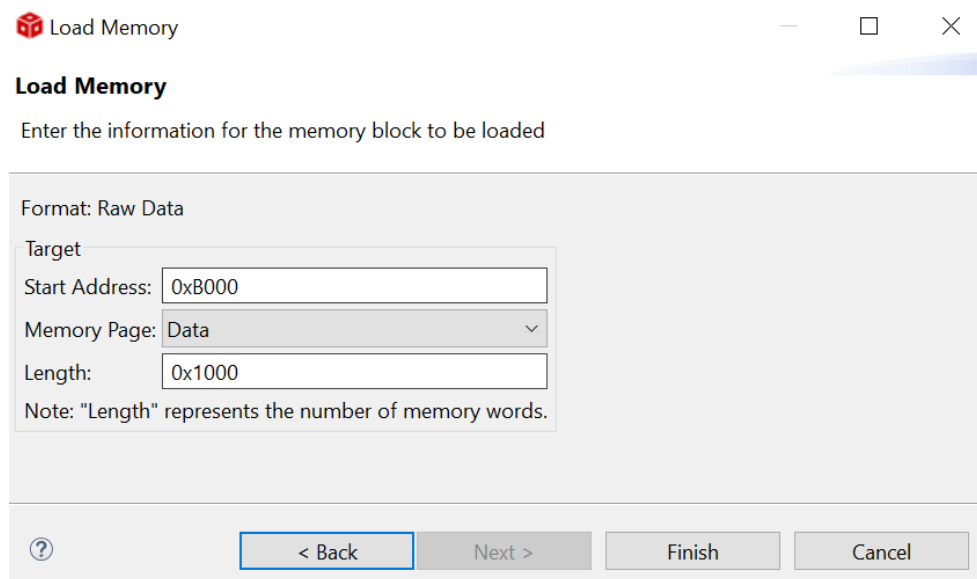 Load Memory
Load Memory
Enter the information for the memory block to be loaded
Format: Raw Data
Target
Start Address: 0xB000
Memory Page: Data
Length: 0x1000
Note: "Length" represents the number of memory words.
? < Back Next > Finish Cancel